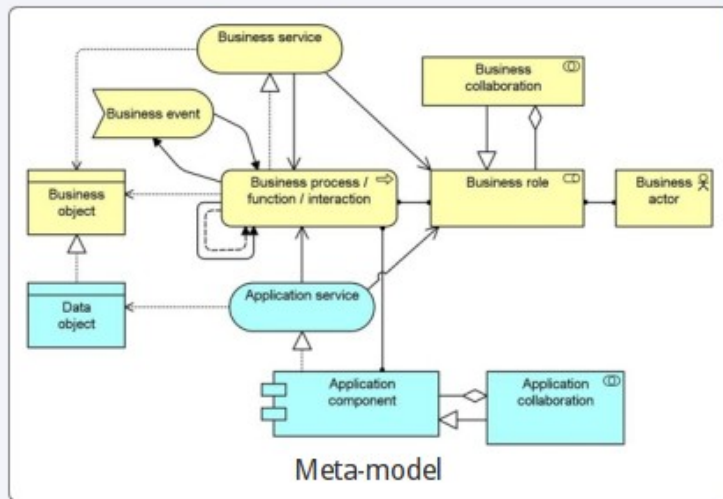 Business service
Business
collaboration
Business event
Business process /
function / interaction
Business role
Business
actor
Business
object
Application service
Data
object
Application
component
Application
collaboration
Meta-model